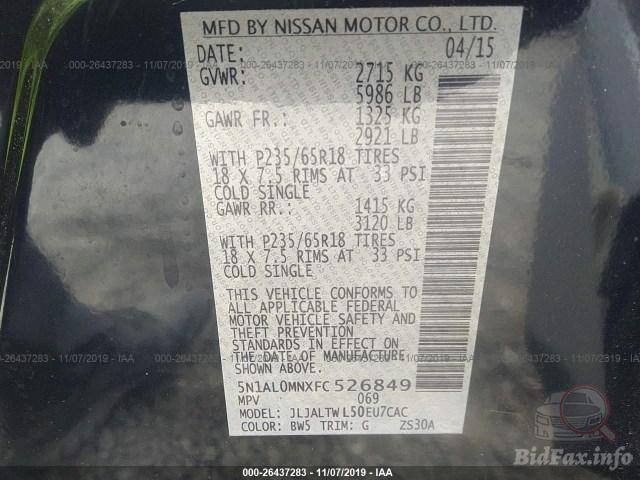 MFD BY NISSAN MOTOR CO., LTD.
DATE: 04/15
GVWR: 2715 KG
5986 LB
GAWR FR.: 1325 KG
2921 LB
WITH P235/65R18 TIRES
18 X 7.5 RIMS AT 33 PSI
COLD SINGLE
GAWR RR.: 1415 KG
3120 LB
WITH P235/65R18 TIRES
18 X 7.5 RIMS AT 33 PSI
COLD SINGLE
THIS VEHICLE CONFORMS TO
ALL APPLICABLE FEDERAL
MOTOR VEHICLE SAFETY AND
THEFT PREVENTION
STANDARDS IN EFFECT ON
THE DATE OF MANUFACTURE
SHOWN ABOVE.
5N1AL0MNXFC 526849
MPV 069
MODEL: JLJALTW L50EU7CAC
COLOR: BW5 TRIM: G ZS30A
000-26437283 - 11/07/2019 - IAA
BidFax.info